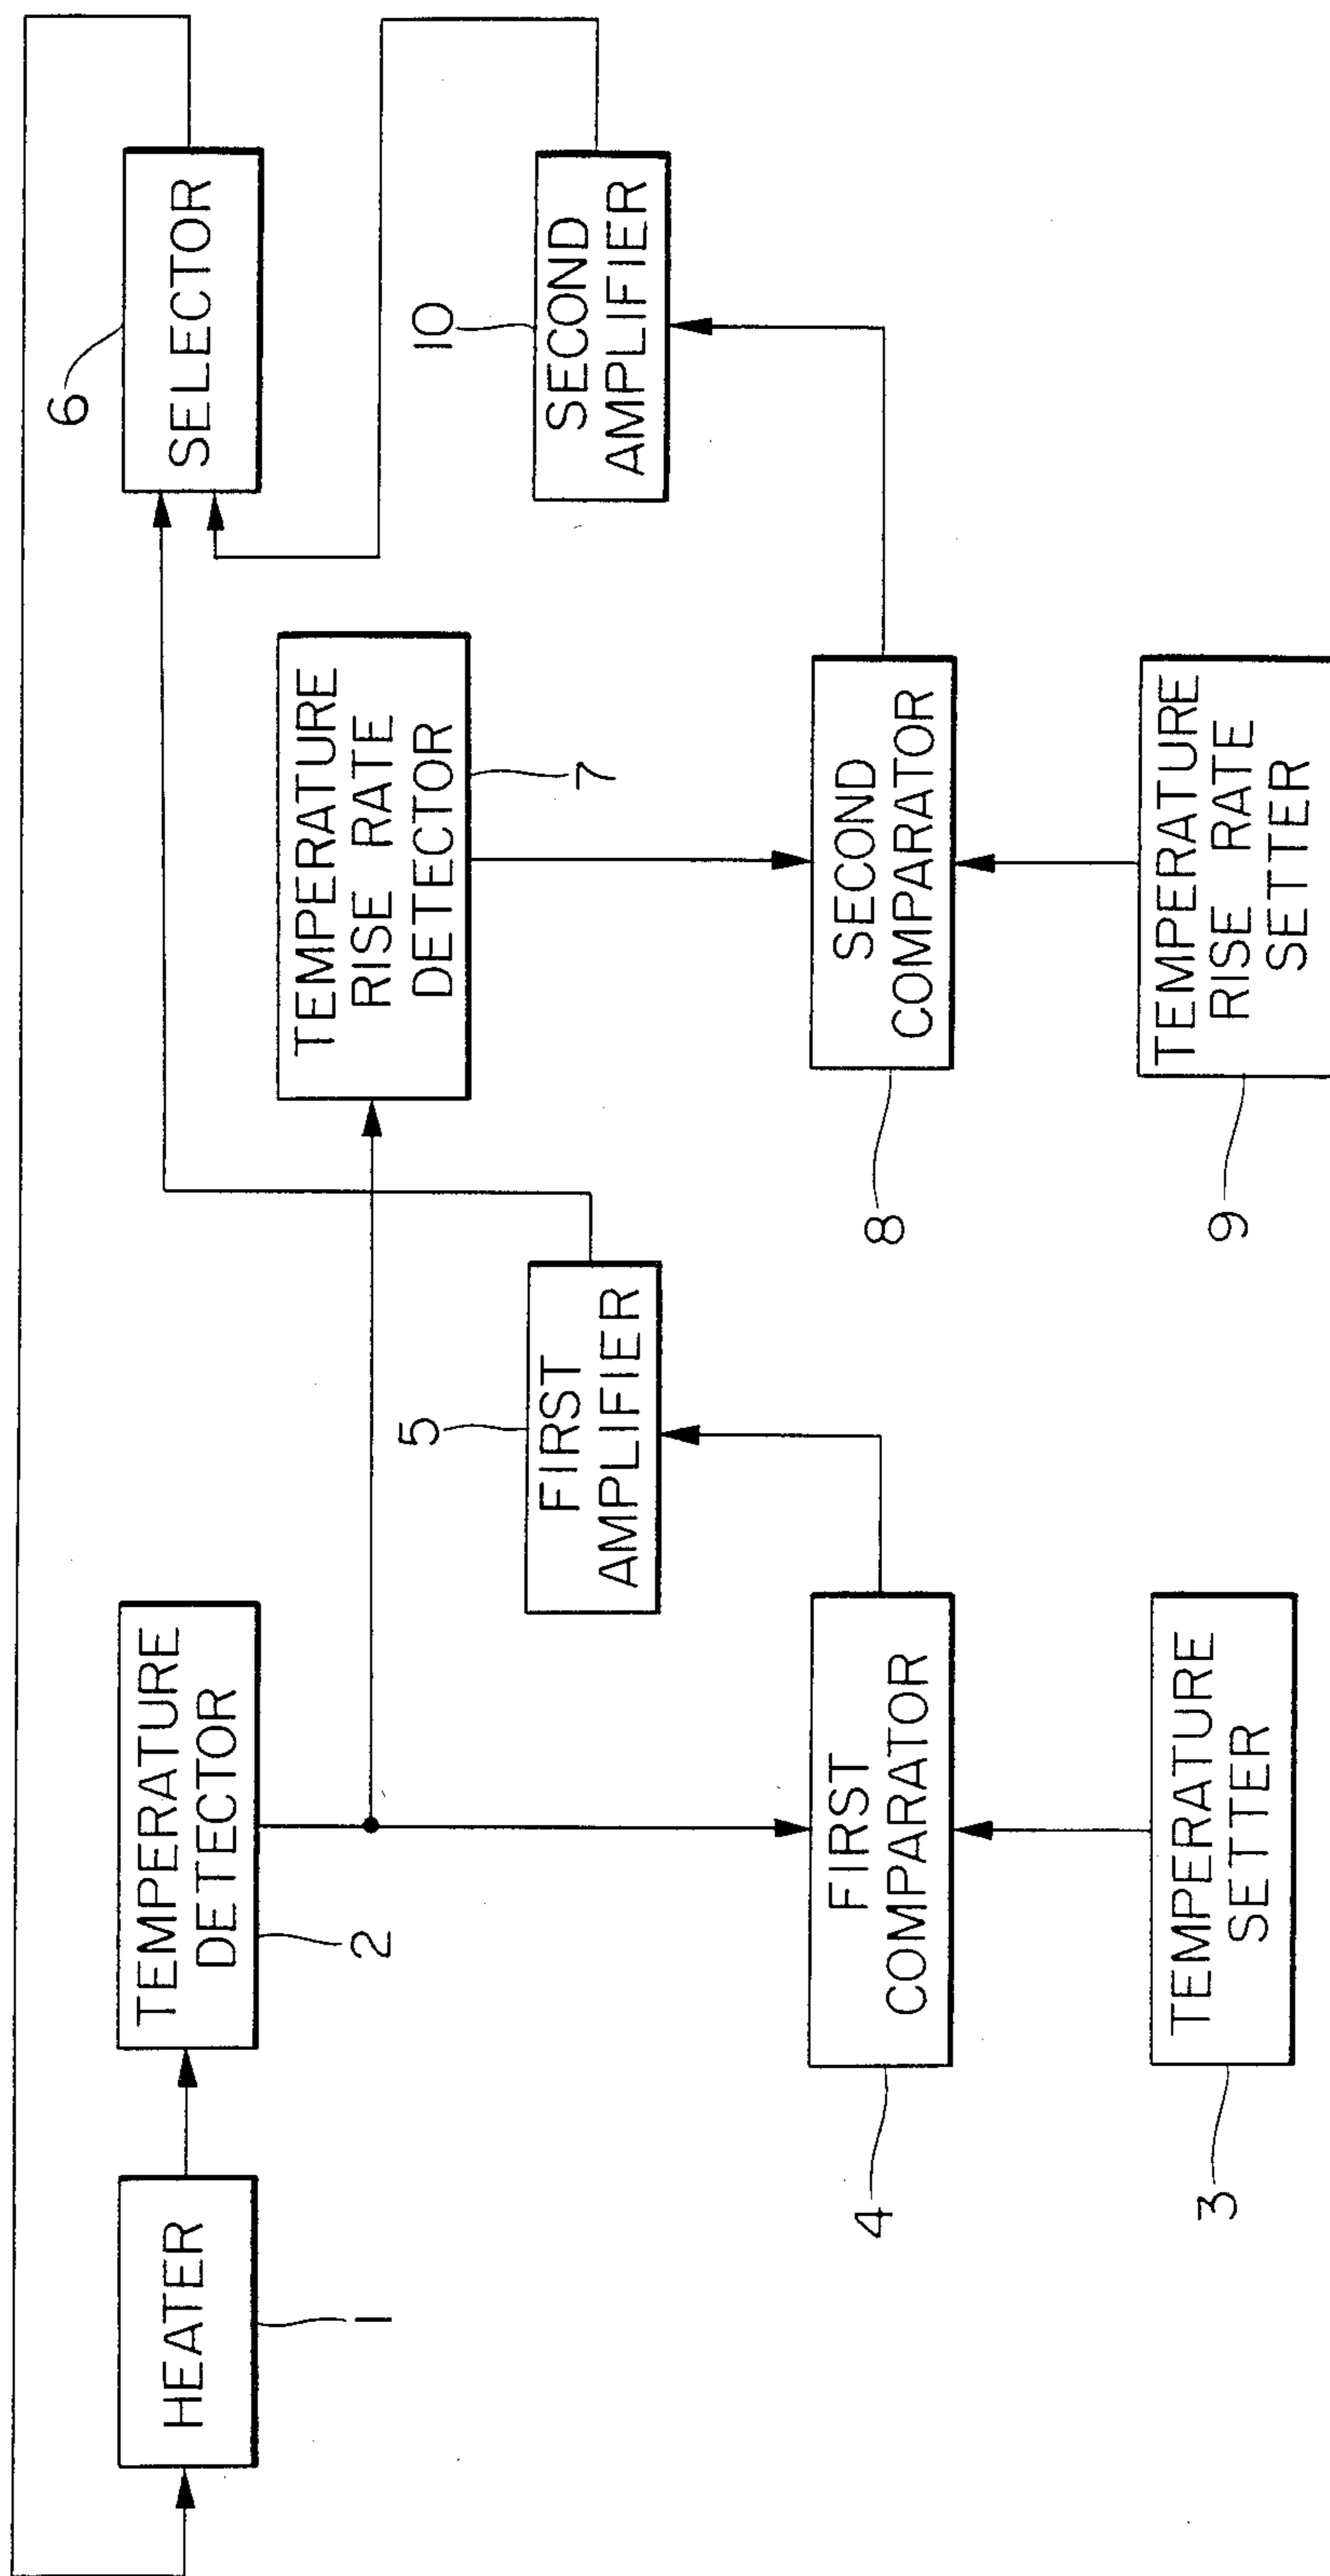 HEATER
1
TEMPERATURE
DETECTOR
2
FIRST
COMPARATOR
4
TEMPERATURE
SETTER
3
FIRST
AMPLIFIER
5
TEMPERATURE
RISE RATE
DETECTOR
7
SECOND
COMPARATOR
8
TEMPERATURE
RISE RATE
SETTER
9
SELECTOR
6
SECOND
AMPLIFIER
10